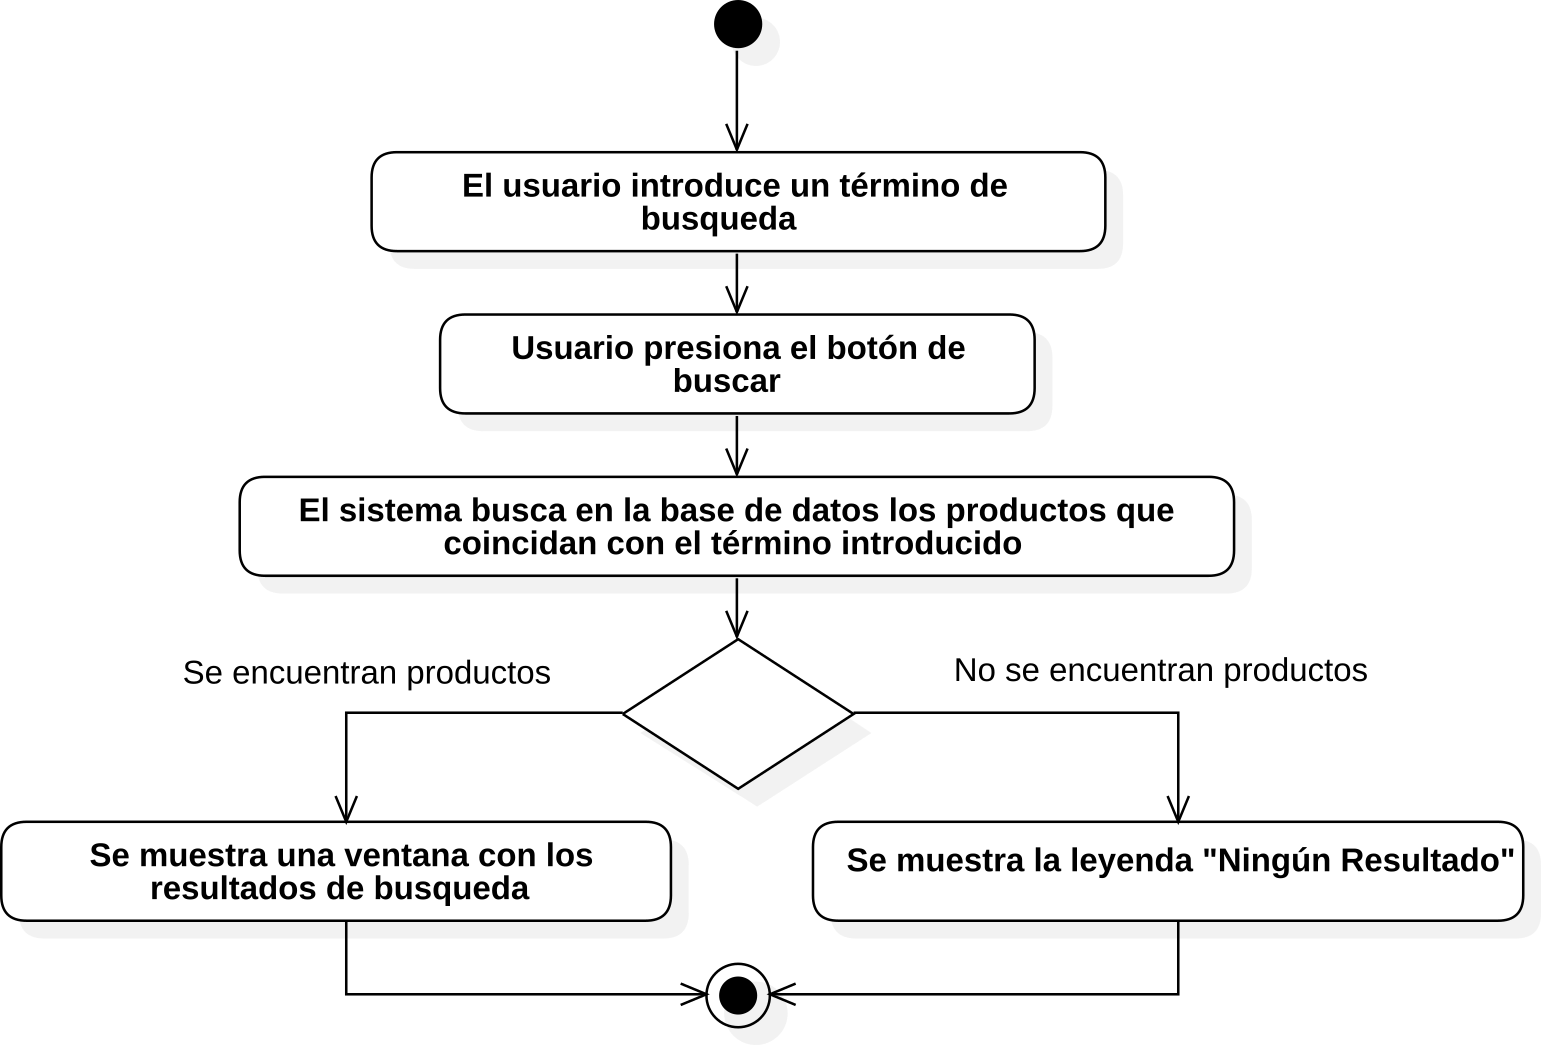 El usuario introduce un término de
busqueda
Usuario presiona el botón de
buscar
El sistema busca en la base de datos los productos que
coincidan con el término introducido
Se encuentran productos
No se encuentran productos
Se muestra una ventana con los
resultados de busqueda
Se muestra la leyenda "Ningún Resultado"